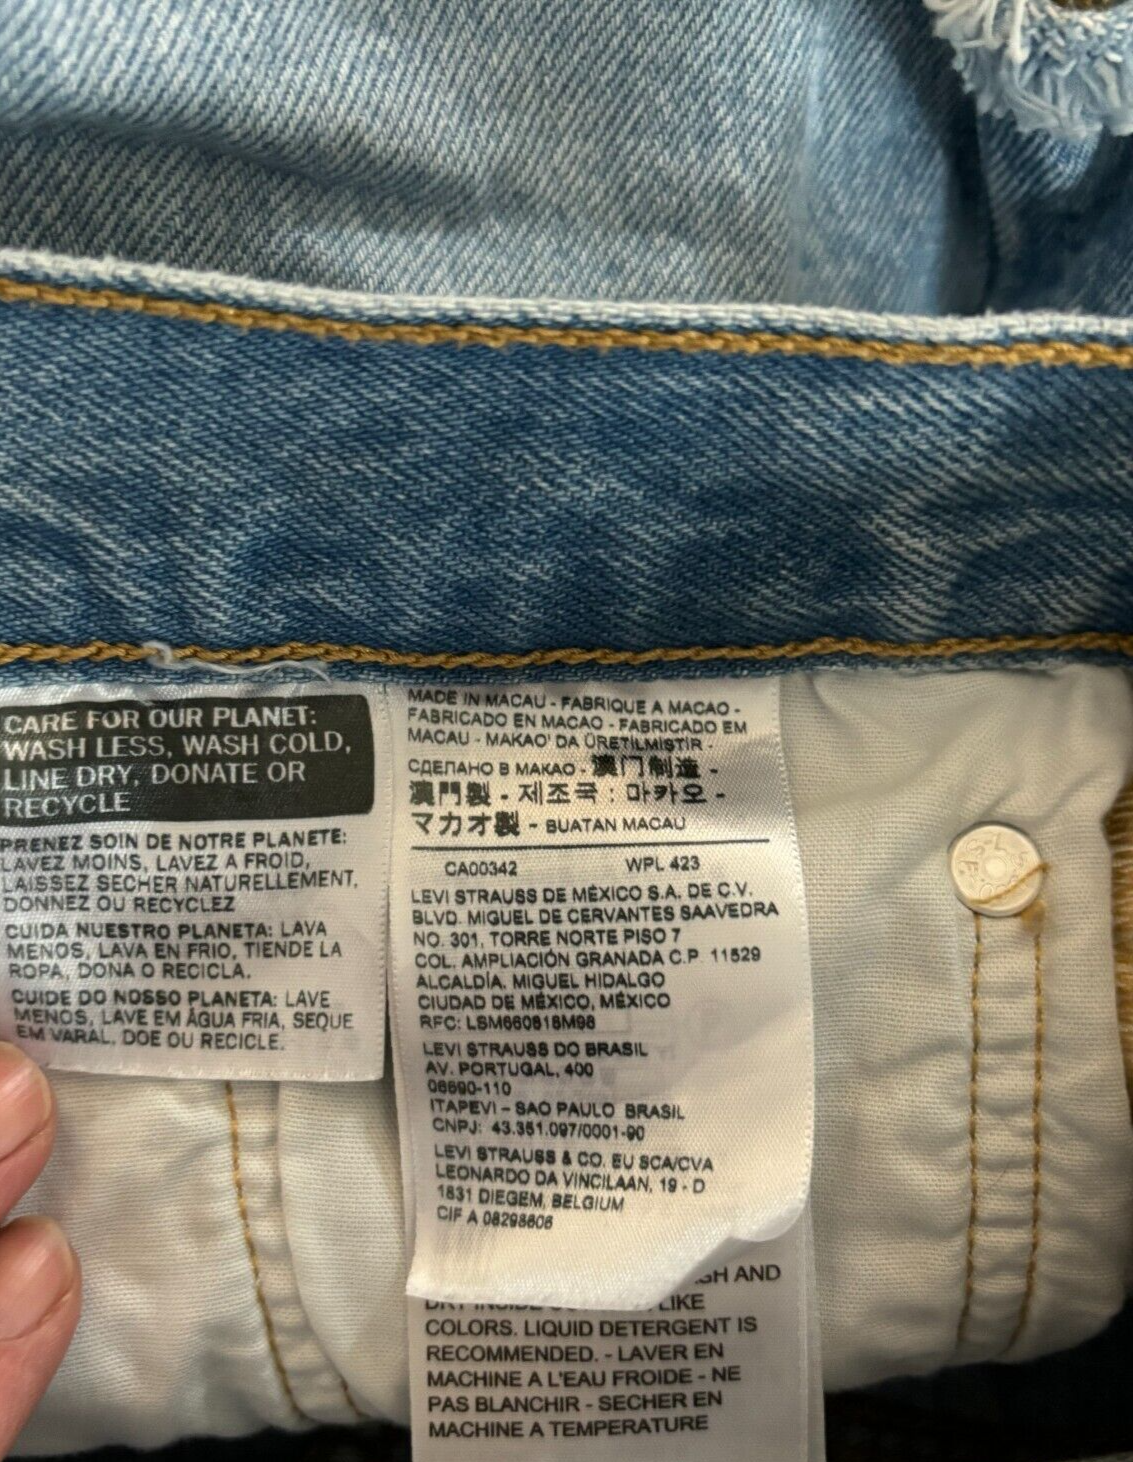 CARE FOR OUR PLANET:
WASH LESS, WASH COLD,
LINE DRY, DONATE OR
RECYCLE
PRENEZ SOIN DE NOTRE PLANETE:
LAVEZ MOINS, LAVEZ A FROID,
LAISSEZ SECHER NATURELLEMENT,
DONNEZ OU RECYCLEZ
CUIDA NUESTRO PLANETA: LAVA
MENOS, LAVA EN FRIO, TIENDE LA
ROPA, DONA O RECICLA.
CUIDE DO NOSSO PLANETA: LAVE
MENOS, LAVE EM ÁGUA FRIA, SEQUE
EM VARAL, DOE OU RECICLE.
MADE IN MACAU - FABRIQUE A MACAO -
FABRICADO EN MACAO - FABRICADO EM
MACAU - MAKAO' DA ÜRETİLMİSTİR -
СДЕЛАНО В МАКАО - 澳门制造 -
澳門製 - 제조국 : 마카오 -
マカオ製 - BUATAN MACAU
CA00342 WPL 423
LEVI STRAUSS DE MÉXICO S.A. DE C.V.
BLVD. MIGUEL DE CERVANTES SAAVEDRA
NO. 301, TORRE NORTE PISO 7
COL. AMPLIACIÓN GRANADA C.P. 11529
ALCALDÍA. MIGUEL HIDALGO
CIUDAD DE MÉXICO, MÉXICO
RFC: LSM660818M98
LEVI STRAUSS DO BRASIL
AV. PORTUGAL, 400
06690-110
ITAPEVI – SAO PAULO BRASIL
CNPJ: 43.351.097/0001-90
LEVI STRAUSS & CO. EU SCA/CVA
LEONARDO DA VINCILAAN, 19 - D
1831 DIEGEM, BELGIUM
CIF A 08298606
AND
LIKE
COLORS. LIQUID DETERGENT IS
RECOMMENDED. - LAVER EN
MACHINE A L'EAU FROIDE - NE
PAS BLANCHIR - SECHER EN
MACHINE A TEMPERATURE